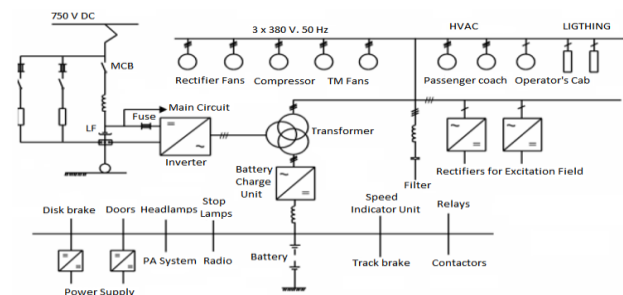 750 V DC
MCB
LF
Fuse
Main Circuit
Inverter
3 x 380 V. 50 Hz
HVAC
LIGTHING
Rectifier Fans
Compressor
TM Fans
Passenger coach
Operator's Cab
Transformer
Battery
Charge
Unit
Filter
Rectifiers for Excitation Field
Disk brake
Doors
Headlamps
Stop
Lamps
Speed
Indicator Unit
Relays
PA System
Radio
Battery
Track brake
Contactors
Power Supply